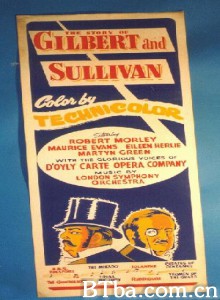 THE STORY OF
GILBERT and
SULLIVAN
Color by
TECHNICOLOR
Starring
ROBERT MORLEY
MAURICE EVANS EILEEN HERLIE
MARTYN GREEN
WITH THE GLORIOUS VOICES OF
D'OYLY CARTE OPERA COMPANY
MUSIC BY
LONDON SYMPHONY
ORCHESTRA
THE MIKADO
BTba.com.cn